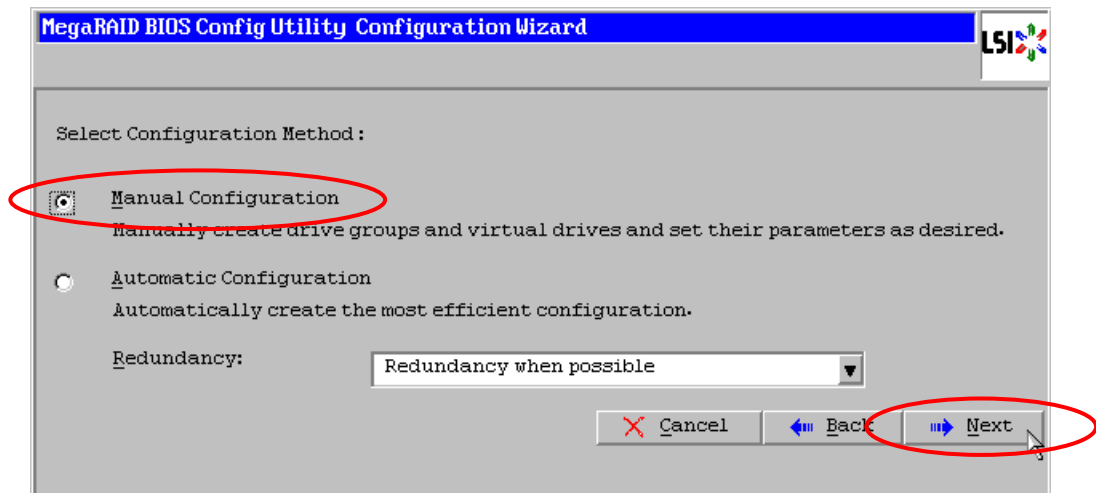 MegaRAID BIOS Config Utility Configuration Wizard
LSI
Select Configuration Method:
Manual Configuration
Manually create drive groups and virtual drives and set their parameters as desired.
Automatic Configuration
Automatically create the most efficient configuration.
Redundancy: Redundancy when possible
Cancel Back Next